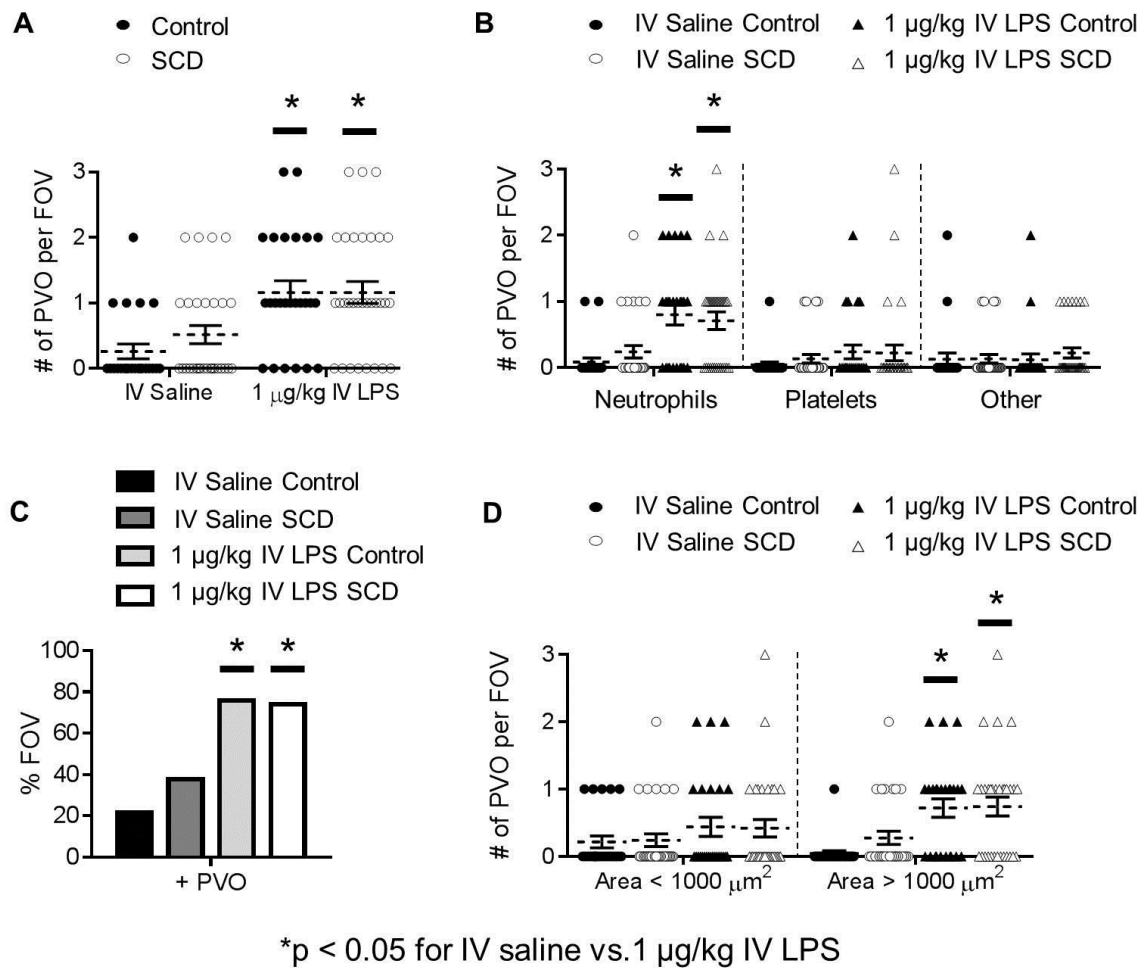 A
Control
SCD
*
*
# of PVO per FOV
3
2
1
0
IV Saline
1 μg/kg IV LPS
B
IV Saline Control
IV Saline SCD
1 µg/kg IV LPS Control
1 µg/kg IV LPS SCD
*
*
# of PVO per FOV
3
2
1
0
Neutrophils
Platelets
Other
C
IV Saline Control
IV Saline SCD
1 µg/kg IV LPS Control
1 µg/kg IV LPS SCD
*
*
% FOV
100
80
60
40
20
0
+ PVO
D
IV Saline Control
IV Saline SCD
1 µg/kg IV LPS Control
1 µg/kg IV LPS SCD
*
*
# of PVO per FOV
3
2
1
0
Area < 1000 μm²
Area > 1000 μm²
*p < 0.05 for IV saline vs.1 µg/kg IV LPS